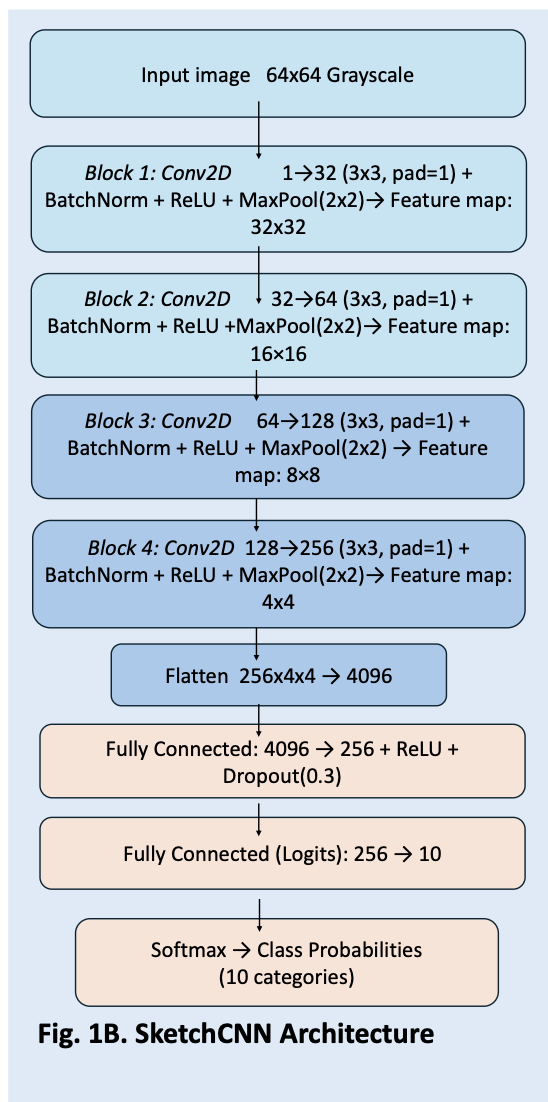 Input image 64x64 Grayscale
Block 1: Conv2D 1→32 (3x3, pad=1) +
BatchNorm + ReLU + MaxPool(2x2)→ Feature map:
32x32
Block 2: Conv2D 32→64 (3x3, pad=1) +
BatchNorm + ReLU +MaxPool(2x2)→ Feature map:
16×16
Block 3: Conv2D 64→128 (3x3, pad=1) +
BatchNorm + ReLU + MaxPool(2x2) → Feature
map: 8×8
Block 4: Conv2D 128→256 (3x3, pad=1) +
BatchNorm + ReLU + MaxPool(2x2)→ Feature map:
4x4
Flatten 256x4x4 → 4096
Fully Connected: 4096 → 256 + ReLU +
Dropout(0.3)
Fully Connected (Logits): 256 → 10
Softmax → Class Probabilities
(10 categories)
Fig. 1B. SketchCNN Architecture